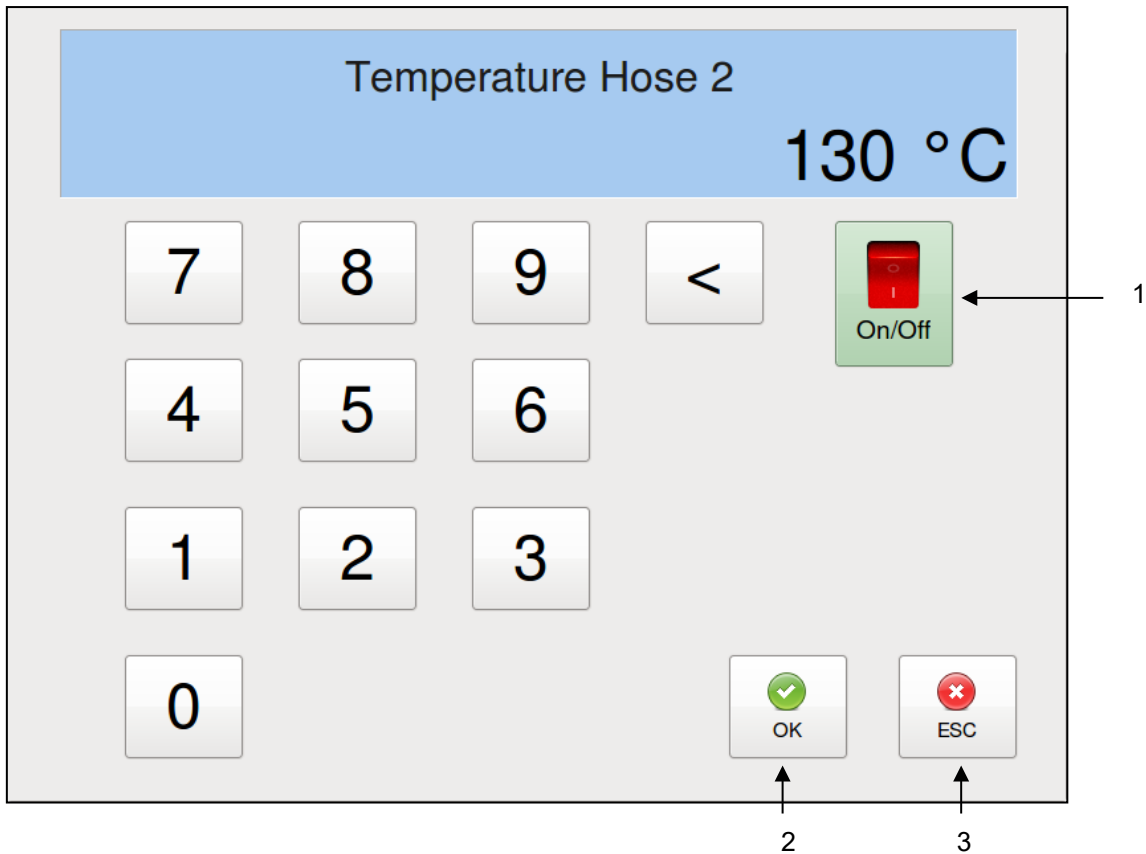 Temperature Hose 2
130 °C
7 8 9 <
O
I
On/Off
1
4 5 6
1 2 3
0
OK
ESC
2 3